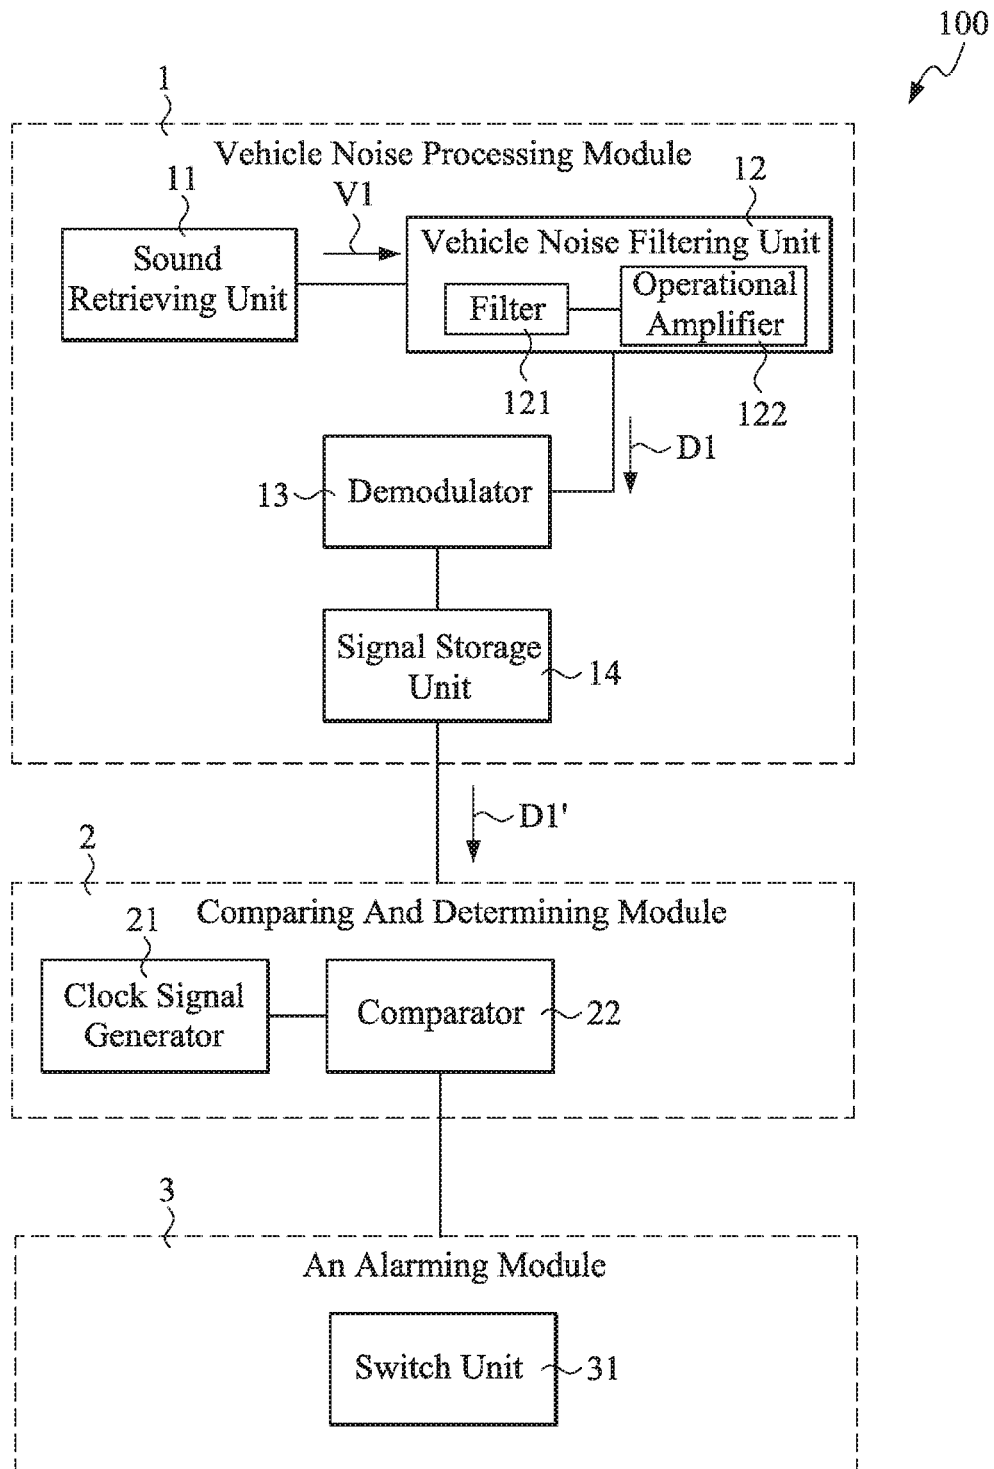 100
1
Vehicle Noise Processing Module
11
V1
12
Sound
Retrieving Unit
Vehicle Noise Filtering Unit
Filter
Operational
Amplifier
121
122
D1
13
Demodulator
Signal Storage
Unit
14
D1'
2
Comparing And Determining Module
21
Clock Signal
Generator
Comparator
22
3
An Alarming Module
Switch Unit
31